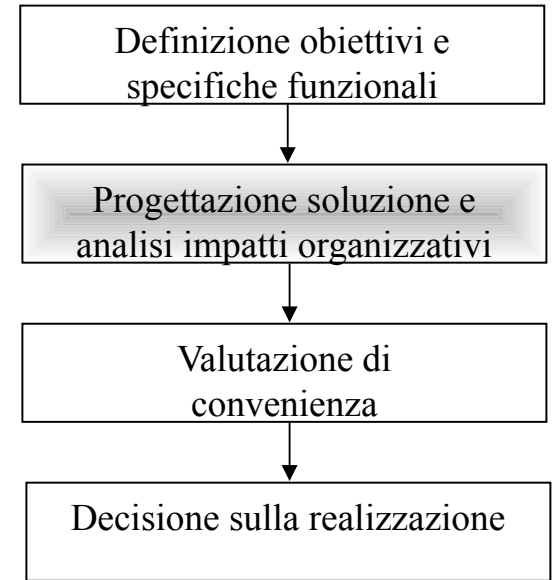 Definizione obiettivi e
specifiche funzionali
Progettazione soluzione e
analisi impatti organizzativi
Valutazione di
convenienza
Decisione sulla realizzazione